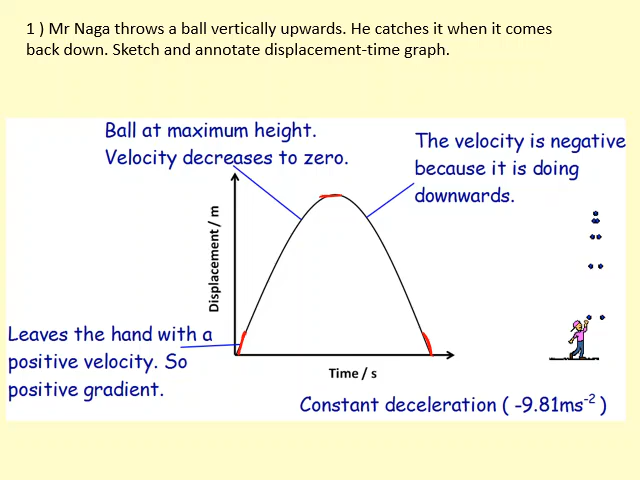 1 ) Mr Naga throws a ball vertically upwards. He catches it when it comes
back down. Sketch and annotate displacement-time graph.
Ball at maximum height.
Velocity decreases to zero.
The velocity is negative
because it is doing
downwards.
Displacement / m
Leaves the hand with a
positive velocity. So
positive gradient.
Time / s
Constant deceleration ( -9.81ms⁻² )